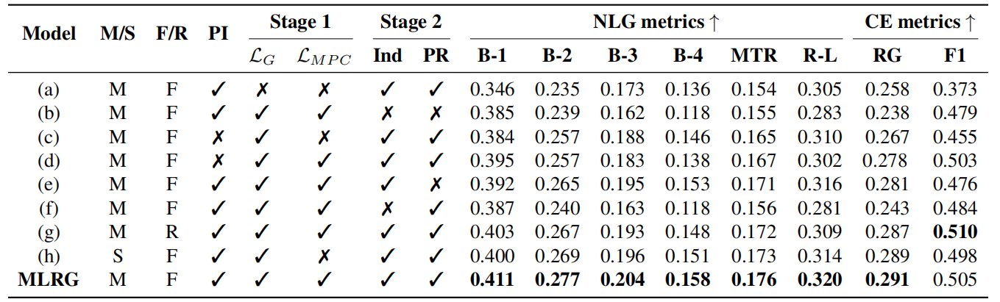 Model M/S F/R PI Stage 1 Stage 2 NLG metrics ↑ CE metrics ↑
ℒ_G ℒ_MPC Ind PR B-1 B-2 B-3 B-4 MTR R-L RG F1
(a) M F ✓ ✗ ✗ ✓ ✓ 0.346 0.235 0.173 0.136 0.154 0.305 0.258 0.373
(b) M F ✓ ✓ ✓ ✗ ✗ 0.385 0.239 0.162 0.118 0.155 0.283 0.238 0.479
(c) M F ✗ ✓ ✗ ✓ ✓ 0.384 0.257 0.188 0.146 0.165 0.310 0.267 0.455
(d) M F ✗ ✓ ✓ ✓ ✓ 0.395 0.257 0.183 0.138 0.167 0.302 0.278 0.503
(e) M F ✓ ✓ ✓ ✓ ✗ 0.392 0.265 0.195 0.153 0.171 0.316 0.281 0.476
(f) M F ✓ ✓ ✓ ✗ ✓ 0.387 0.240 0.163 0.118 0.156 0.281 0.243 0.484
(g) M R ✓ ✓ ✓ ✓ ✓ 0.403 0.267 0.193 0.148 0.172 0.309 0.287 0.510
(h) S F ✓ ✓ ✗ ✓ ✓ 0.400 0.269 0.196 0.151 0.173 0.314 0.289 0.498
MLRG M F ✓ ✓ ✓ ✓ ✓ 0.411 0.277 0.204 0.158 0.176 0.320 0.291 0.505